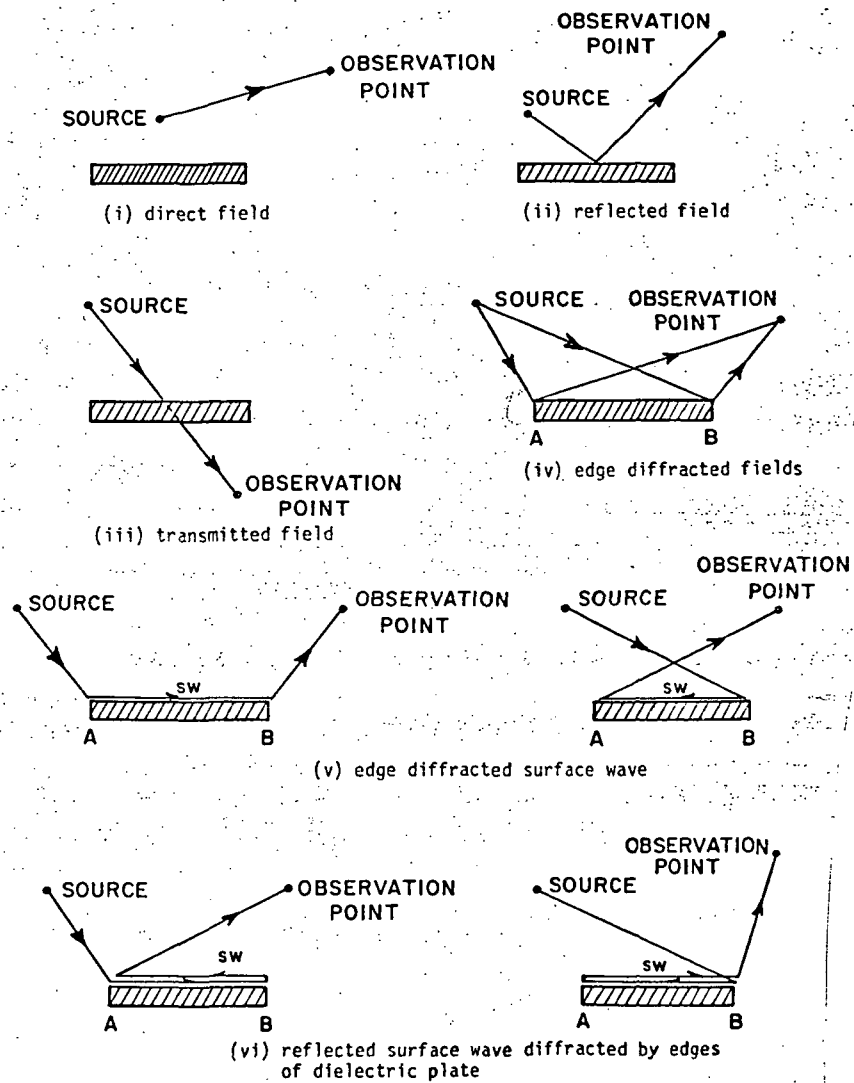 OBSERVATION
POINT
SOURCE
(i) direct field
OBSERVATION
POINT
SOURCE
(ii) reflected field
SOURCE
OBSERVATION
POINT
(iii) transmitted field
SOURCE
OBSERVATION
POINT
A
B
(iv) edge diffracted fields
SOURCE
OBSERVATION
POINT
SW
A
B
OBSERVATION
POINT
SOURCE
SW
A
B
(v) edge diffracted surface wave
SOURCE
OBSERVATION
POINT
SW
A
B
OBSERVATION
POINT
SOURCE
SW
A
B
(vi) reflected surface wave diffracted by edges
of dielectric plate